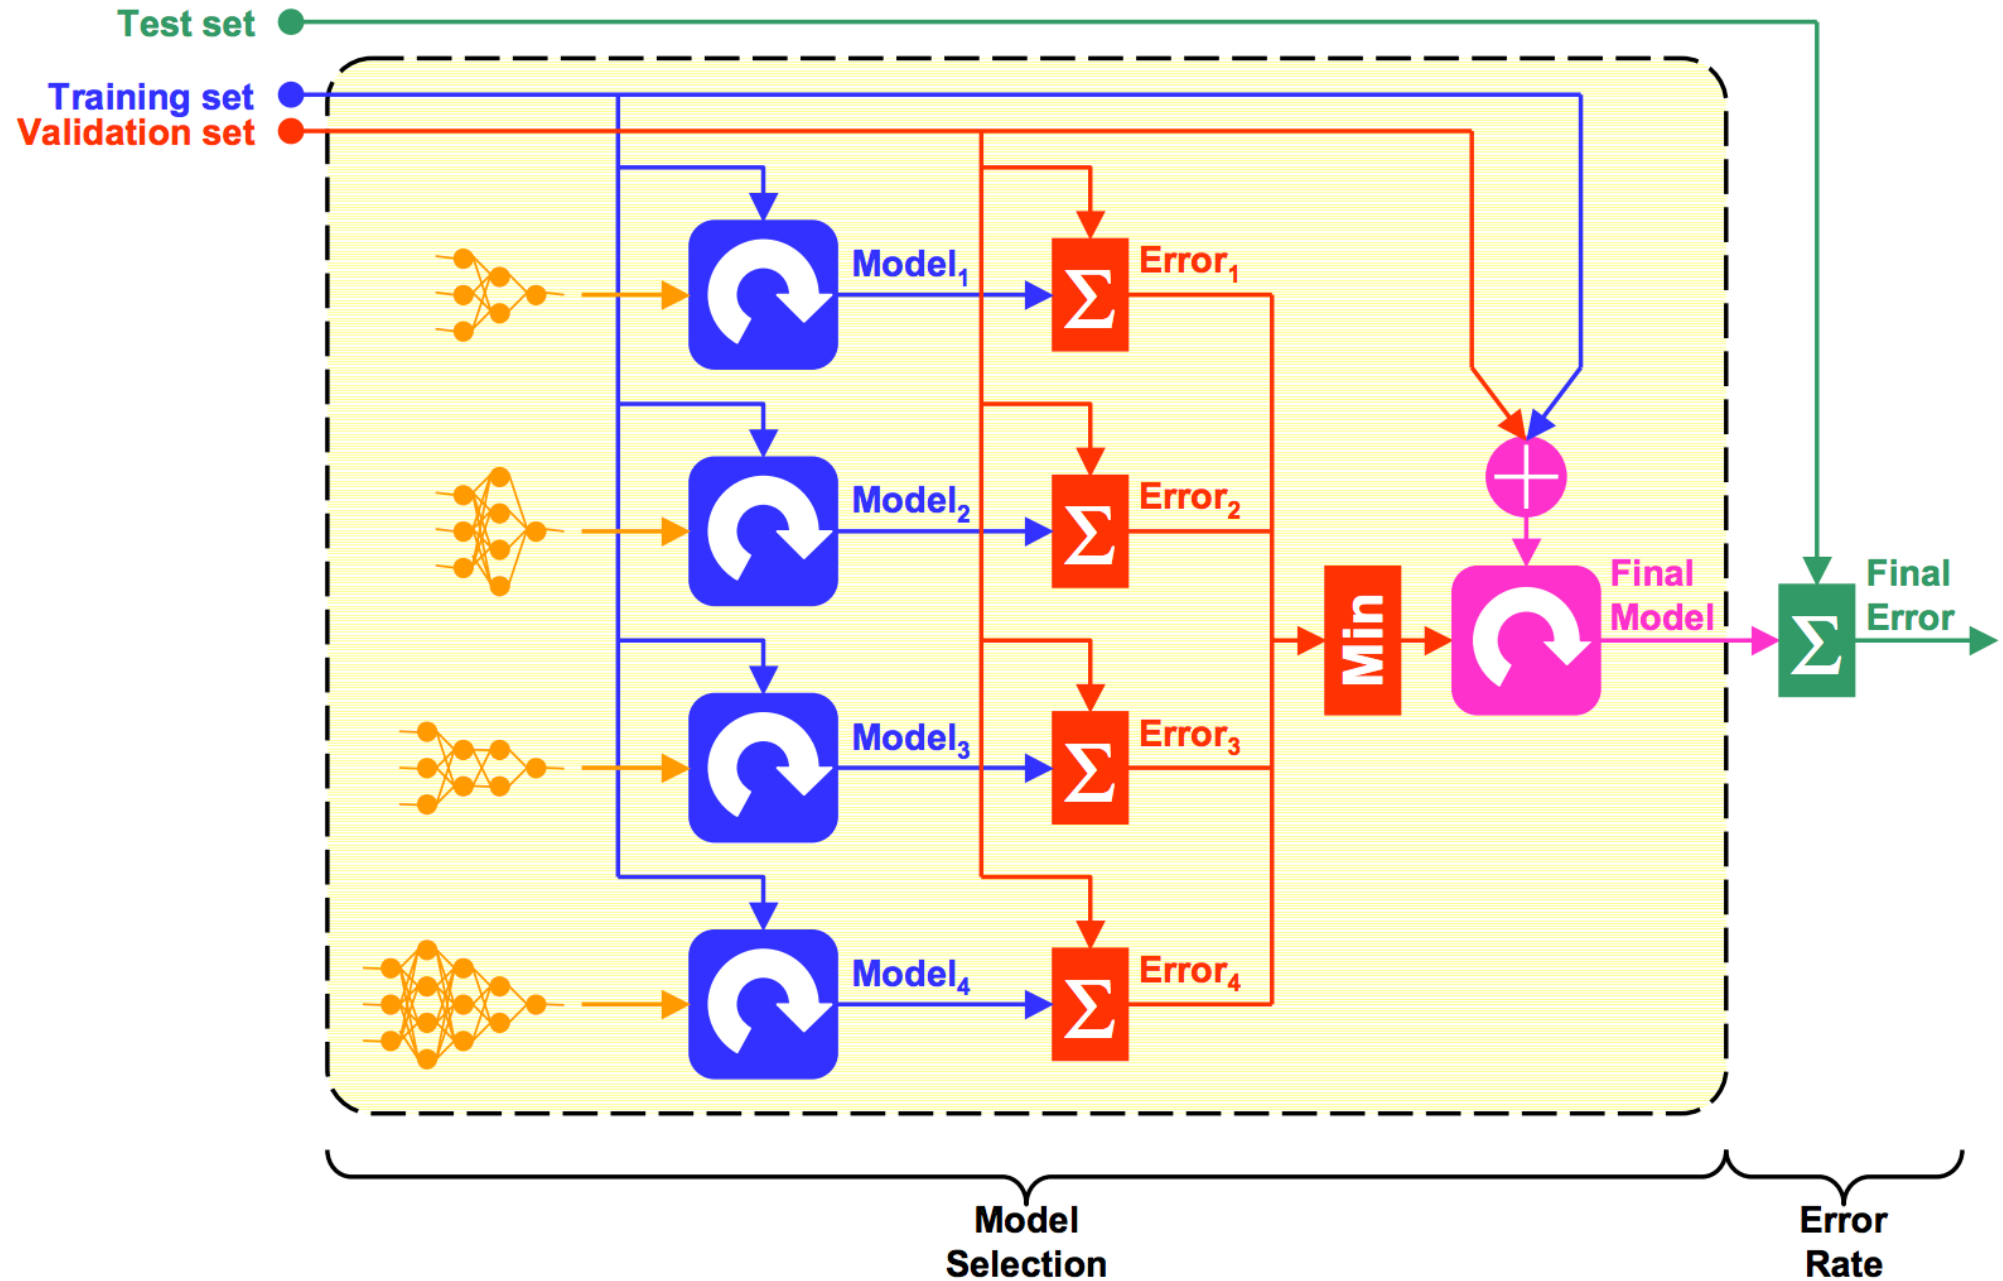 Test set
Training set
Validation set
Model1
Error1
Σ
Model2
Error2
Σ
Final
Model
Final
Error
Min
Σ
Model3
Error3
Σ
Model4
Error4
Σ
Model
Selection
Error
Rate